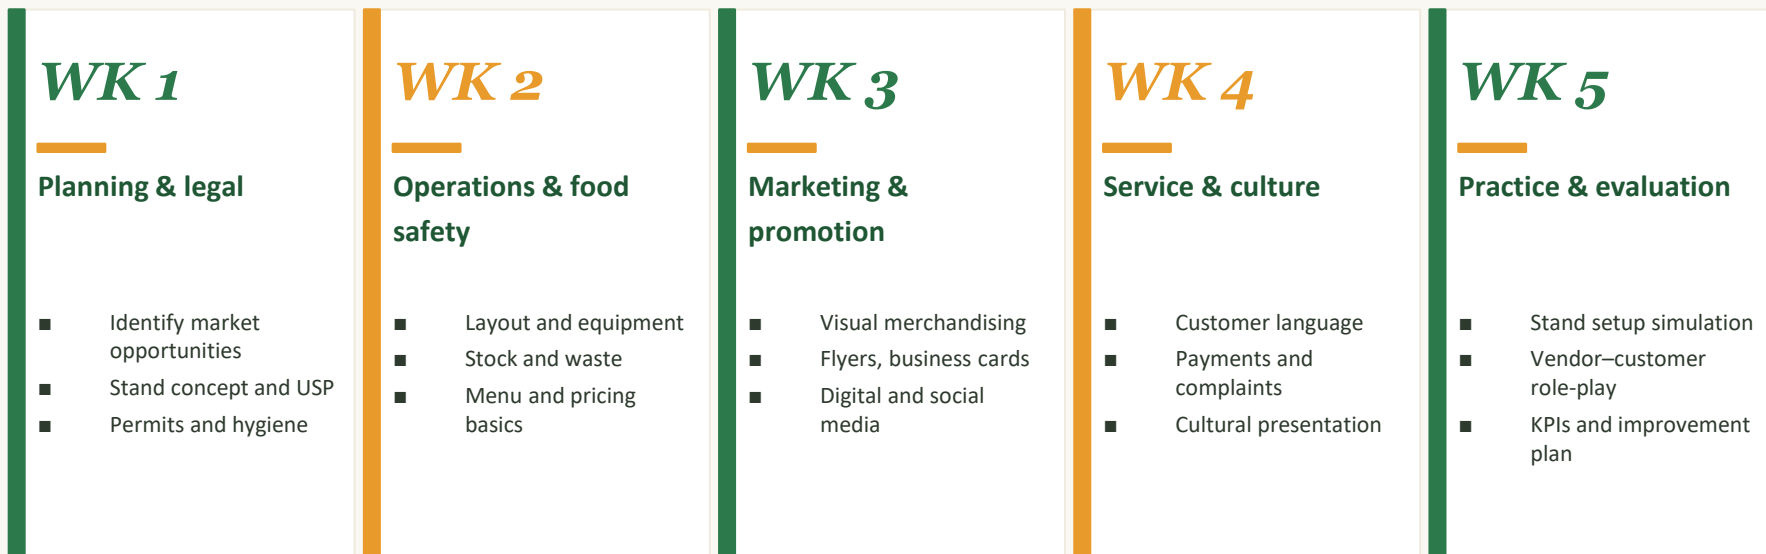 WK 1
Planning & legal
■ Identify market
opportunities
■ Stand concept and USP
■ Permits and hygiene
WK 2
Operations & food
safety
■ Layout and equipment
■ Stock and waste
■ Menu and pricing
basics
WK 3
Marketing &
promotion
■ Visual merchandising
■ Flyers, business cards
■ Digital and social
media
WK 4
Service & culture
■ Customer language
■ Payments and
complaints
■ Cultural presentation
WK 5
Practice & evaluation
■ Stand setup simulation
■ Vendor–customer
role-play
■ KPIs and improvement
plan